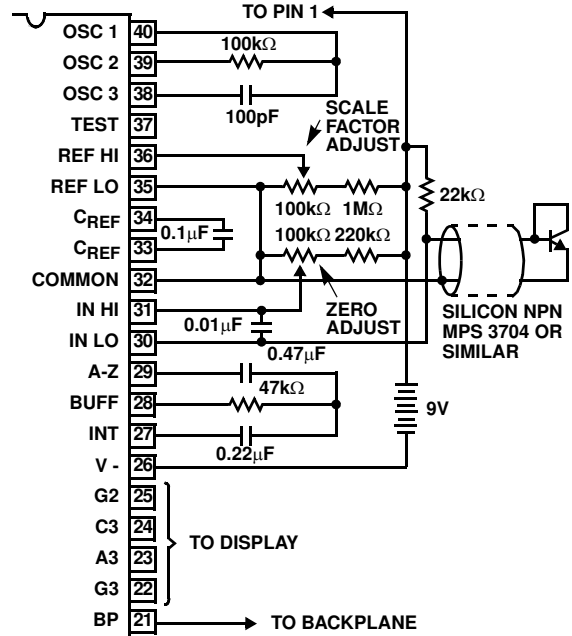 TO PIN 1
OSC 1 40
100kΩ
OSC 2 39
OSC 3 38
100pF
TEST 37
SCALE
FACTOR
ADJUST
REF HI 36
REF LO 35
100kΩ 1MΩ
22kΩ
CREF 34
0.1μF
CREF 33
100kΩ 220kΩ
COMMON 32
IN HI 31
0.01μF
ZERO
ADJUST
SILICON NPN
MPS 3704 OR
SIMILAR
IN LO 30
0.47μF
A-Z 29
47kΩ
BUFF 28
9V
INT 27
0.22μF
V - 26
G2 25
C3 24
TO DISPLAY
A3 23
G3 22
BP 21
TO BACKPLANE